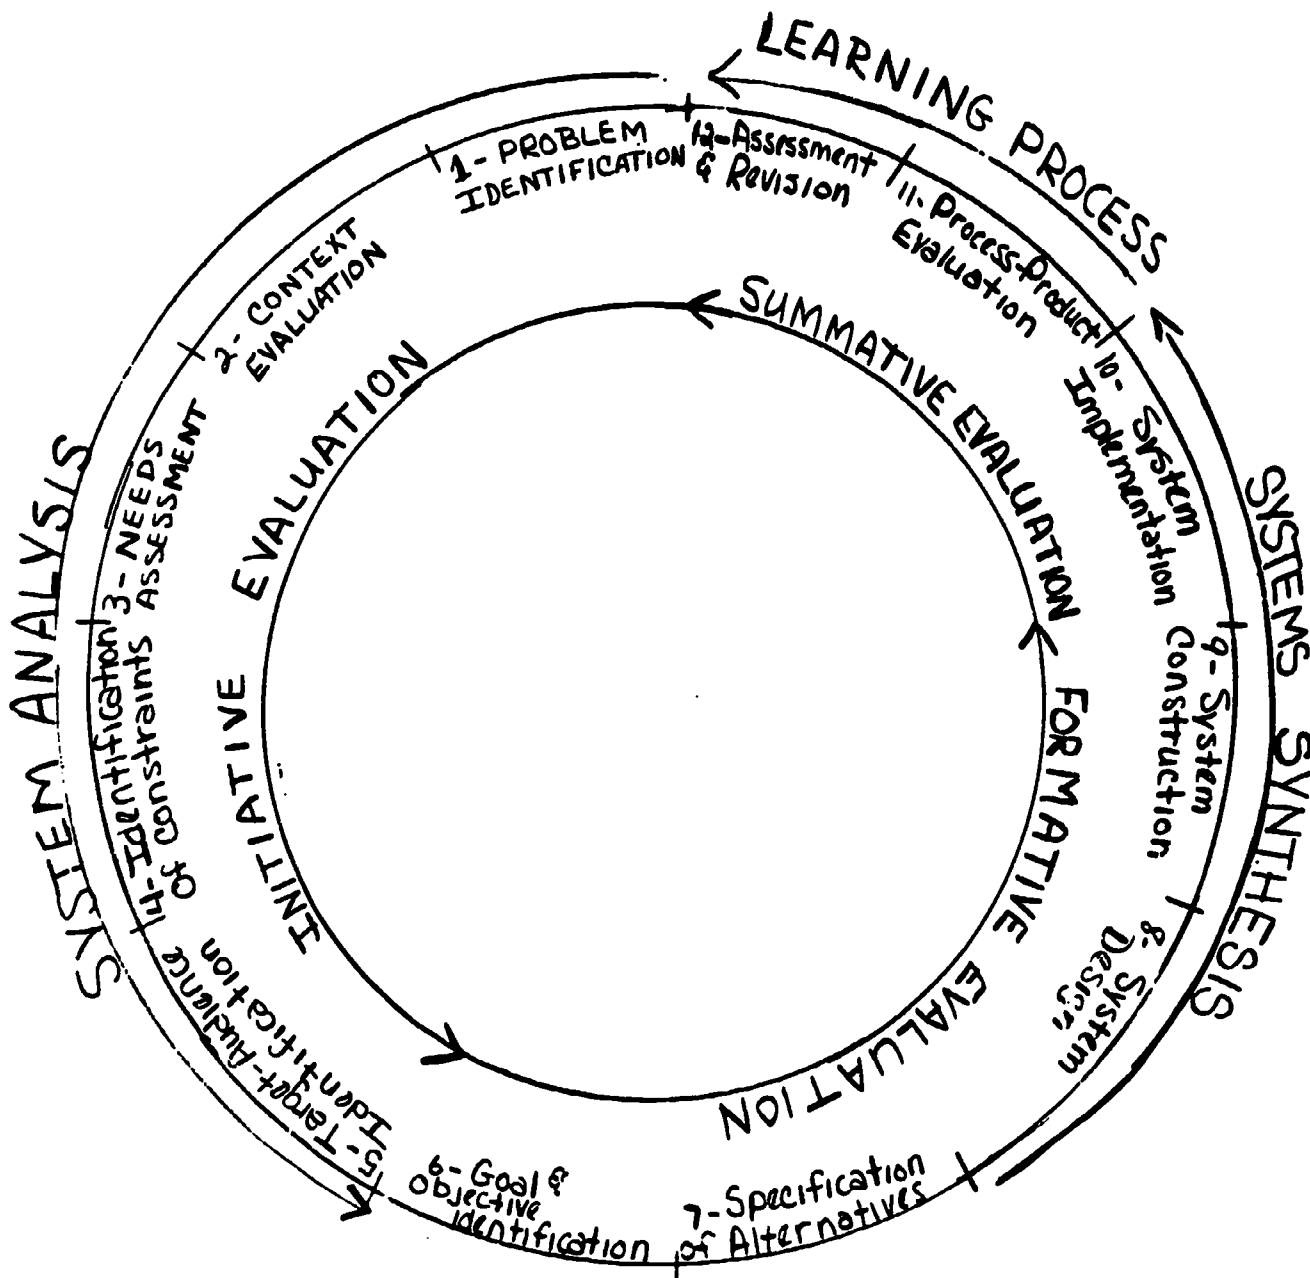 LEARNING PROCESS
SYSTEM ANALYSIS
SYSTEMS SYNTHESIS
1- PROBLEM
IDENTIFICATION
2- CONTEXT
EVALUATION
3- NEEDS
ASSESSMENT
4- Identification
Of Constraints
5- Target-Audience
Identification
6- Goal &
Objective
identification
7- Specification
of Alternatives
8- System
Design
9- System
Construction
10- System
Implementation
11- Process-Product
Evaluation
12- Assessment
& Revision
INITIATIVE EVALUATION
FORMATIVE EVALUATION
SUMMATIVE EVALUATION